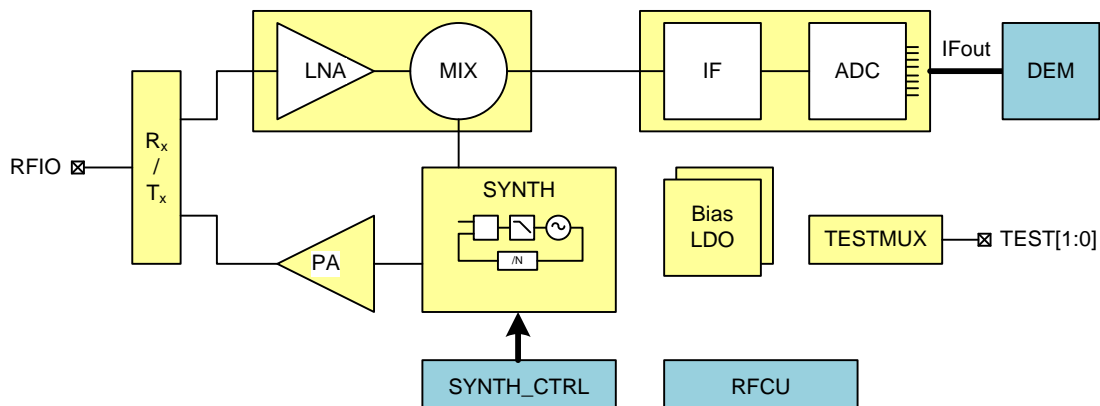 LNA
MIX
IF
ADC
IFout
DEM
RFIO
Rx
/
Tx
SYNTH
/N
Bias
LDO
TESTMUX
TEST[1:0]
PA
SYNTH_CTRL
RFCU